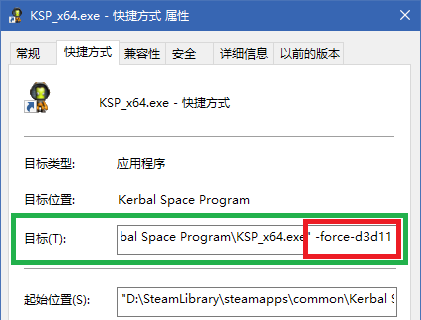 KSP_x64.exe - 快捷方式 属性
常规 快捷方式 兼容性 安全 详细信息 以前的版本
KSP_x64.exe - 快捷方式
目标类型: 应用程序
目标位置: Kerbal Space Program
目标(T): bal Space Program\KSP_x64.exe" -force-d3d11
起始位置(S): "D:\SteamLibrary\steamapps\common\Kerbal S